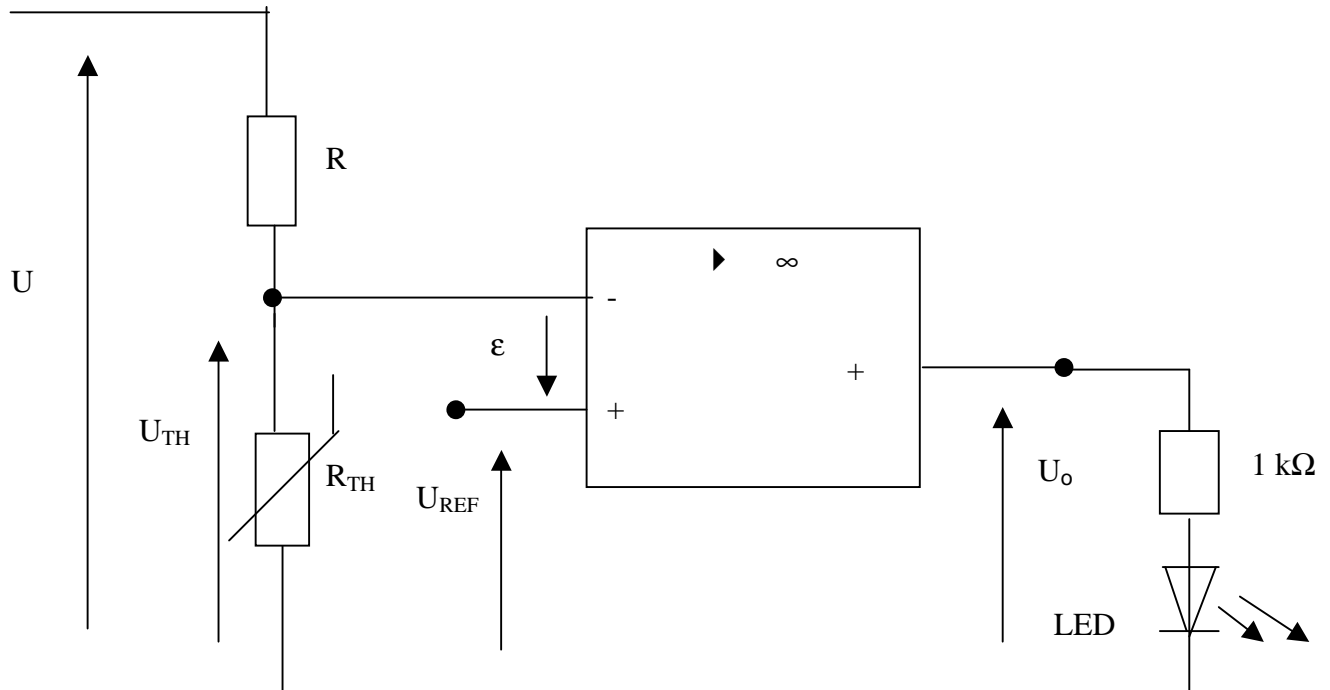 R
U
∞
-
ε
+
+
U_TH
R_TH
U_REF
U_o
1 kΩ
LED